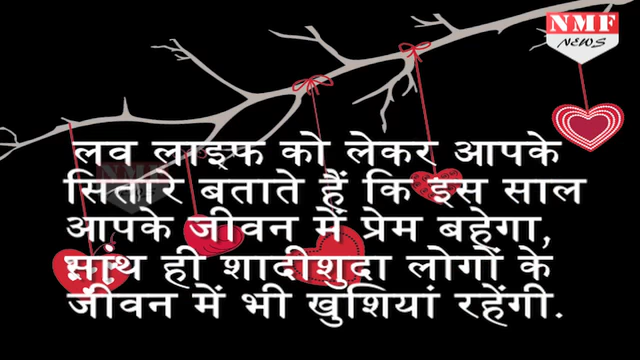 NMF
NEWS
लव लाइफ को लेकर आपके
सितारे बताते हैं कि इस साल
आपके जीवन में प्रेम बहेगा,
सांथ ही शादीशुदा लोगों के
जीवन में भी खुशियां रहेंगी.